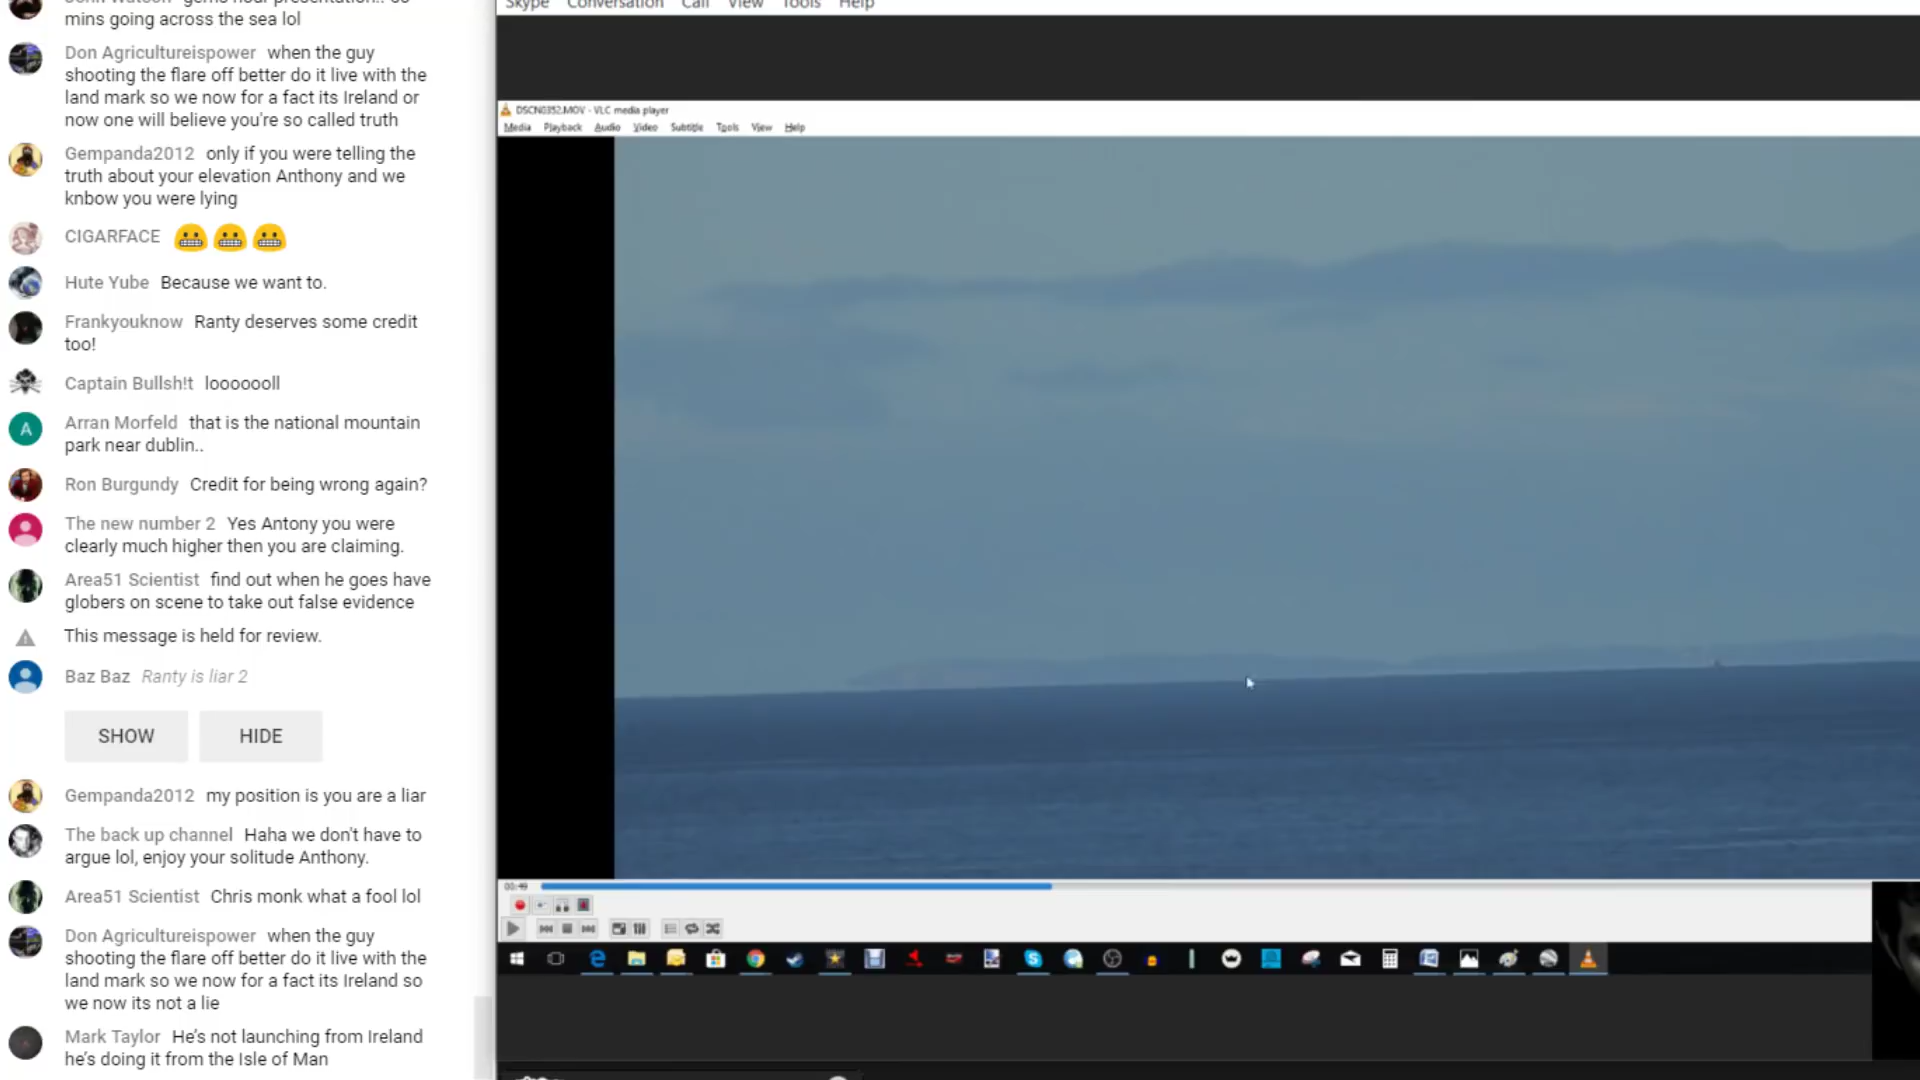 mins going across the sea lol
Don Agricultureispower when the guy
shooting the flare off better do it live with the
land mark so we now for a fact its Ireland or
now one will believe you're so called truth
Gempanda2012 only if you were telling the
truth about your elevation Anthony and we
knbow you were lying
CIGARFACE 😬😬😬
Hute Yube Because we want to.
Frankyouknow Ranty deserves some credit
too!
Captain Bullsh!t looooooll
Arran Morfeld that is the national mountain
park near dublin..
Ron Burgundy Credit for being wrong again?
The new number 2 Yes Antony you were
clearly much higher then you are claiming.
Area51 Scientist find out when he goes have
globers on scene to take out false evidence
This message is held for review.
Baz Baz Ranty is liar 2
SHOW HIDE
Gempanda2012 my position is you are a liar
The back up channel Haha we don't have to
argue lol, enjoy your solitude Anthony.
Area51 Scientist Chris monk what a fool lol
Don Agricultureispower when the guy
shooting the flare off better do it live with the
land mark so we now for a fact its Ireland so
we now its not a lie
Mark Taylor He's not launching from Ireland
he's doing it from the Isle of Man
Skype Conversation Call View Tools Help
DSCN0352.MOV - VLC media player
Media Playback Audio Video Subtitle Tools View Help
00:49